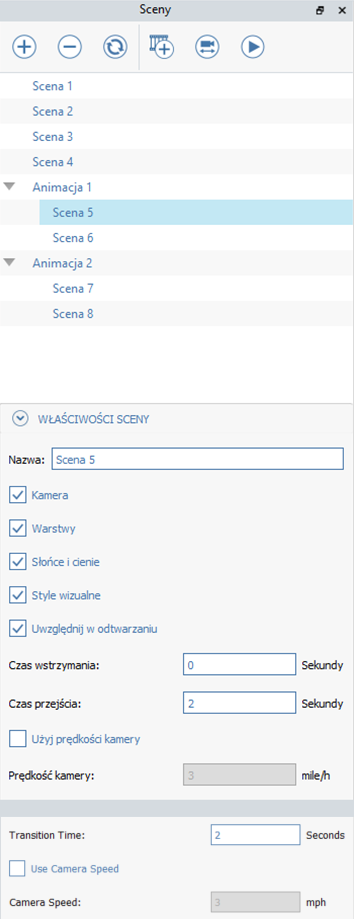 Sceny
Scena 1
Scena 2
Scena 3
Scena 4
Animacja 1
Scena 5
Scena 6
Animacja 2
Scena 7
Scena 8
WŁAŚCIWOŚCI SCENY
Nazwa: Scena 5
Kamera
Warstwy
Słońce i cienie
Style wizualne
Uwzględnij w odtwarzaniu
Czas wstrzymania: 0 Sekundy
Czas przejścia: 2 Sekundy
Użyj prędkości kamery
Prędkość kamery: 3 mile/h
Transition Time: 2 Seconds
Use Camera Speed
Camera Speed: 3 mph